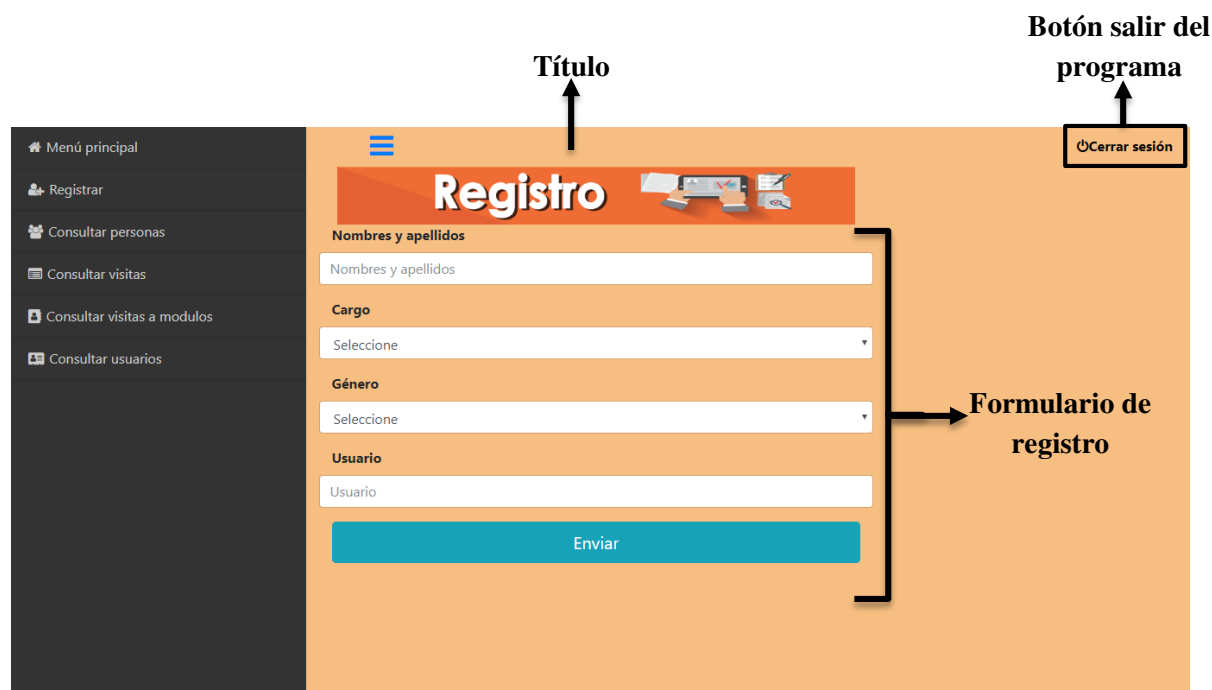 Botón salir del
programa
Título
Menú principal
Registrar
Consultar personas
Consultar visitas
Consultar visitas a modulos
Consultar usuarios
Cerrar sesión
Registro
Nombres y apellidos
Nombres y apellidos
Cargo
Seleccione
Género
Seleccione
Usuario
Usuario
Enviar
Formulario de
registro